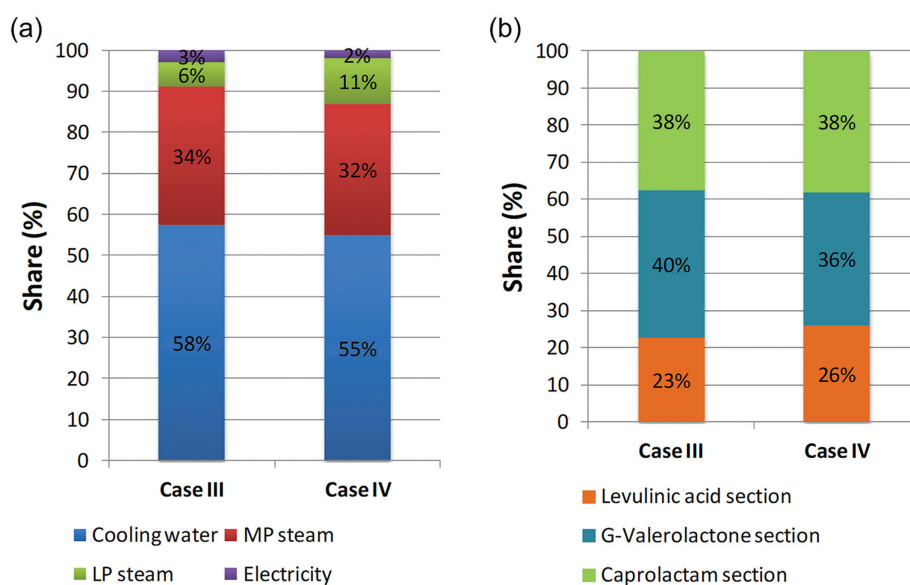 (a)
Share (%)
100
90
80
70
60
50
40
30
20
10
0
3%
6%
34%
58%
2%
11%
32%
55%
Case III
Case IV
Cooling water
MP steam
LP steam
Electricity
(b)
Share (%)
100
90
80
70
60
50
40
30
20
10
0
38%
40%
23%
38%
36%
26%
Case III
Case IV
Levulinic acid section
G-Valerolactone section
Caprolactam section